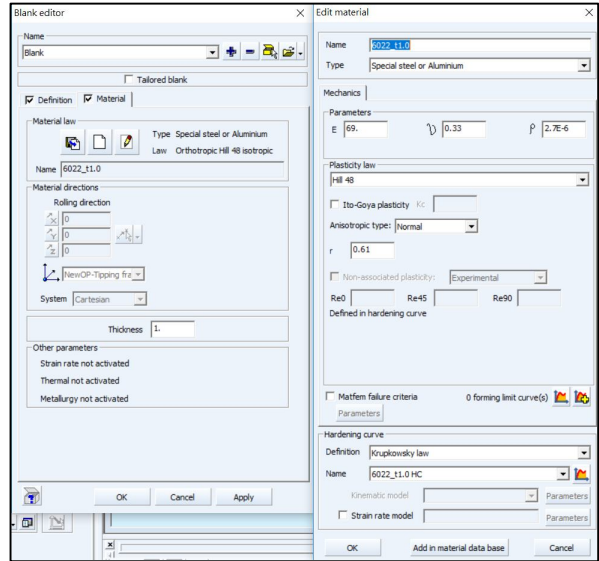 Blank editor
Name
Blank
Tailored blank
Definition
Material
Material law
Type Special steel or Aluminium
Law Orthotropic Hill 48 isotropic
Name 6022_t1.0
Material directions
Rolling direction
X 0
Y 0
Z 0
NewOP-Tipping fra
System Cartesian
Thickness 1.
Other parameters
Strain rate not activated
Thermal not activated
Metallurgy not activated
OK Cancel Apply
Edit material
Name 6022_t1.0
Type Special steel or Aluminium
Mechanics
Parameters
E 69. υ 0.33 ρ 2.7E-6
Plasticity law
Hill 48
Ito-Goya plasticity Kc
Anisotropic type: Normal
r 0.61
Non-associated plasticity: Experimental
Re0 Re45 Re90
Defined in hardening curve
Matfem failure criteria 0 forming limit curve(s)
Parameters
Hardening curve
Definition Krupkowsky law
Name 6022_t1.0 HC
Kinematic model Parameters
Strain rate model Parameters
OK Add in material data base Cancel